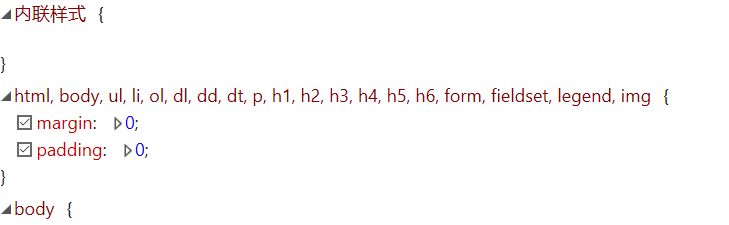 内联样式 {
}
html, body, ul, li, ol, dl, dd, dt, p, h1, h2, h3, h4, h5, h6, form, fieldset, legend, img {
margin: 0;
padding: 0;
}
body {